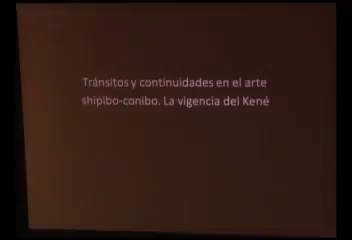 Tránsitos y continuidades en el arte
shipibo-conibo. La vigencia del Kené